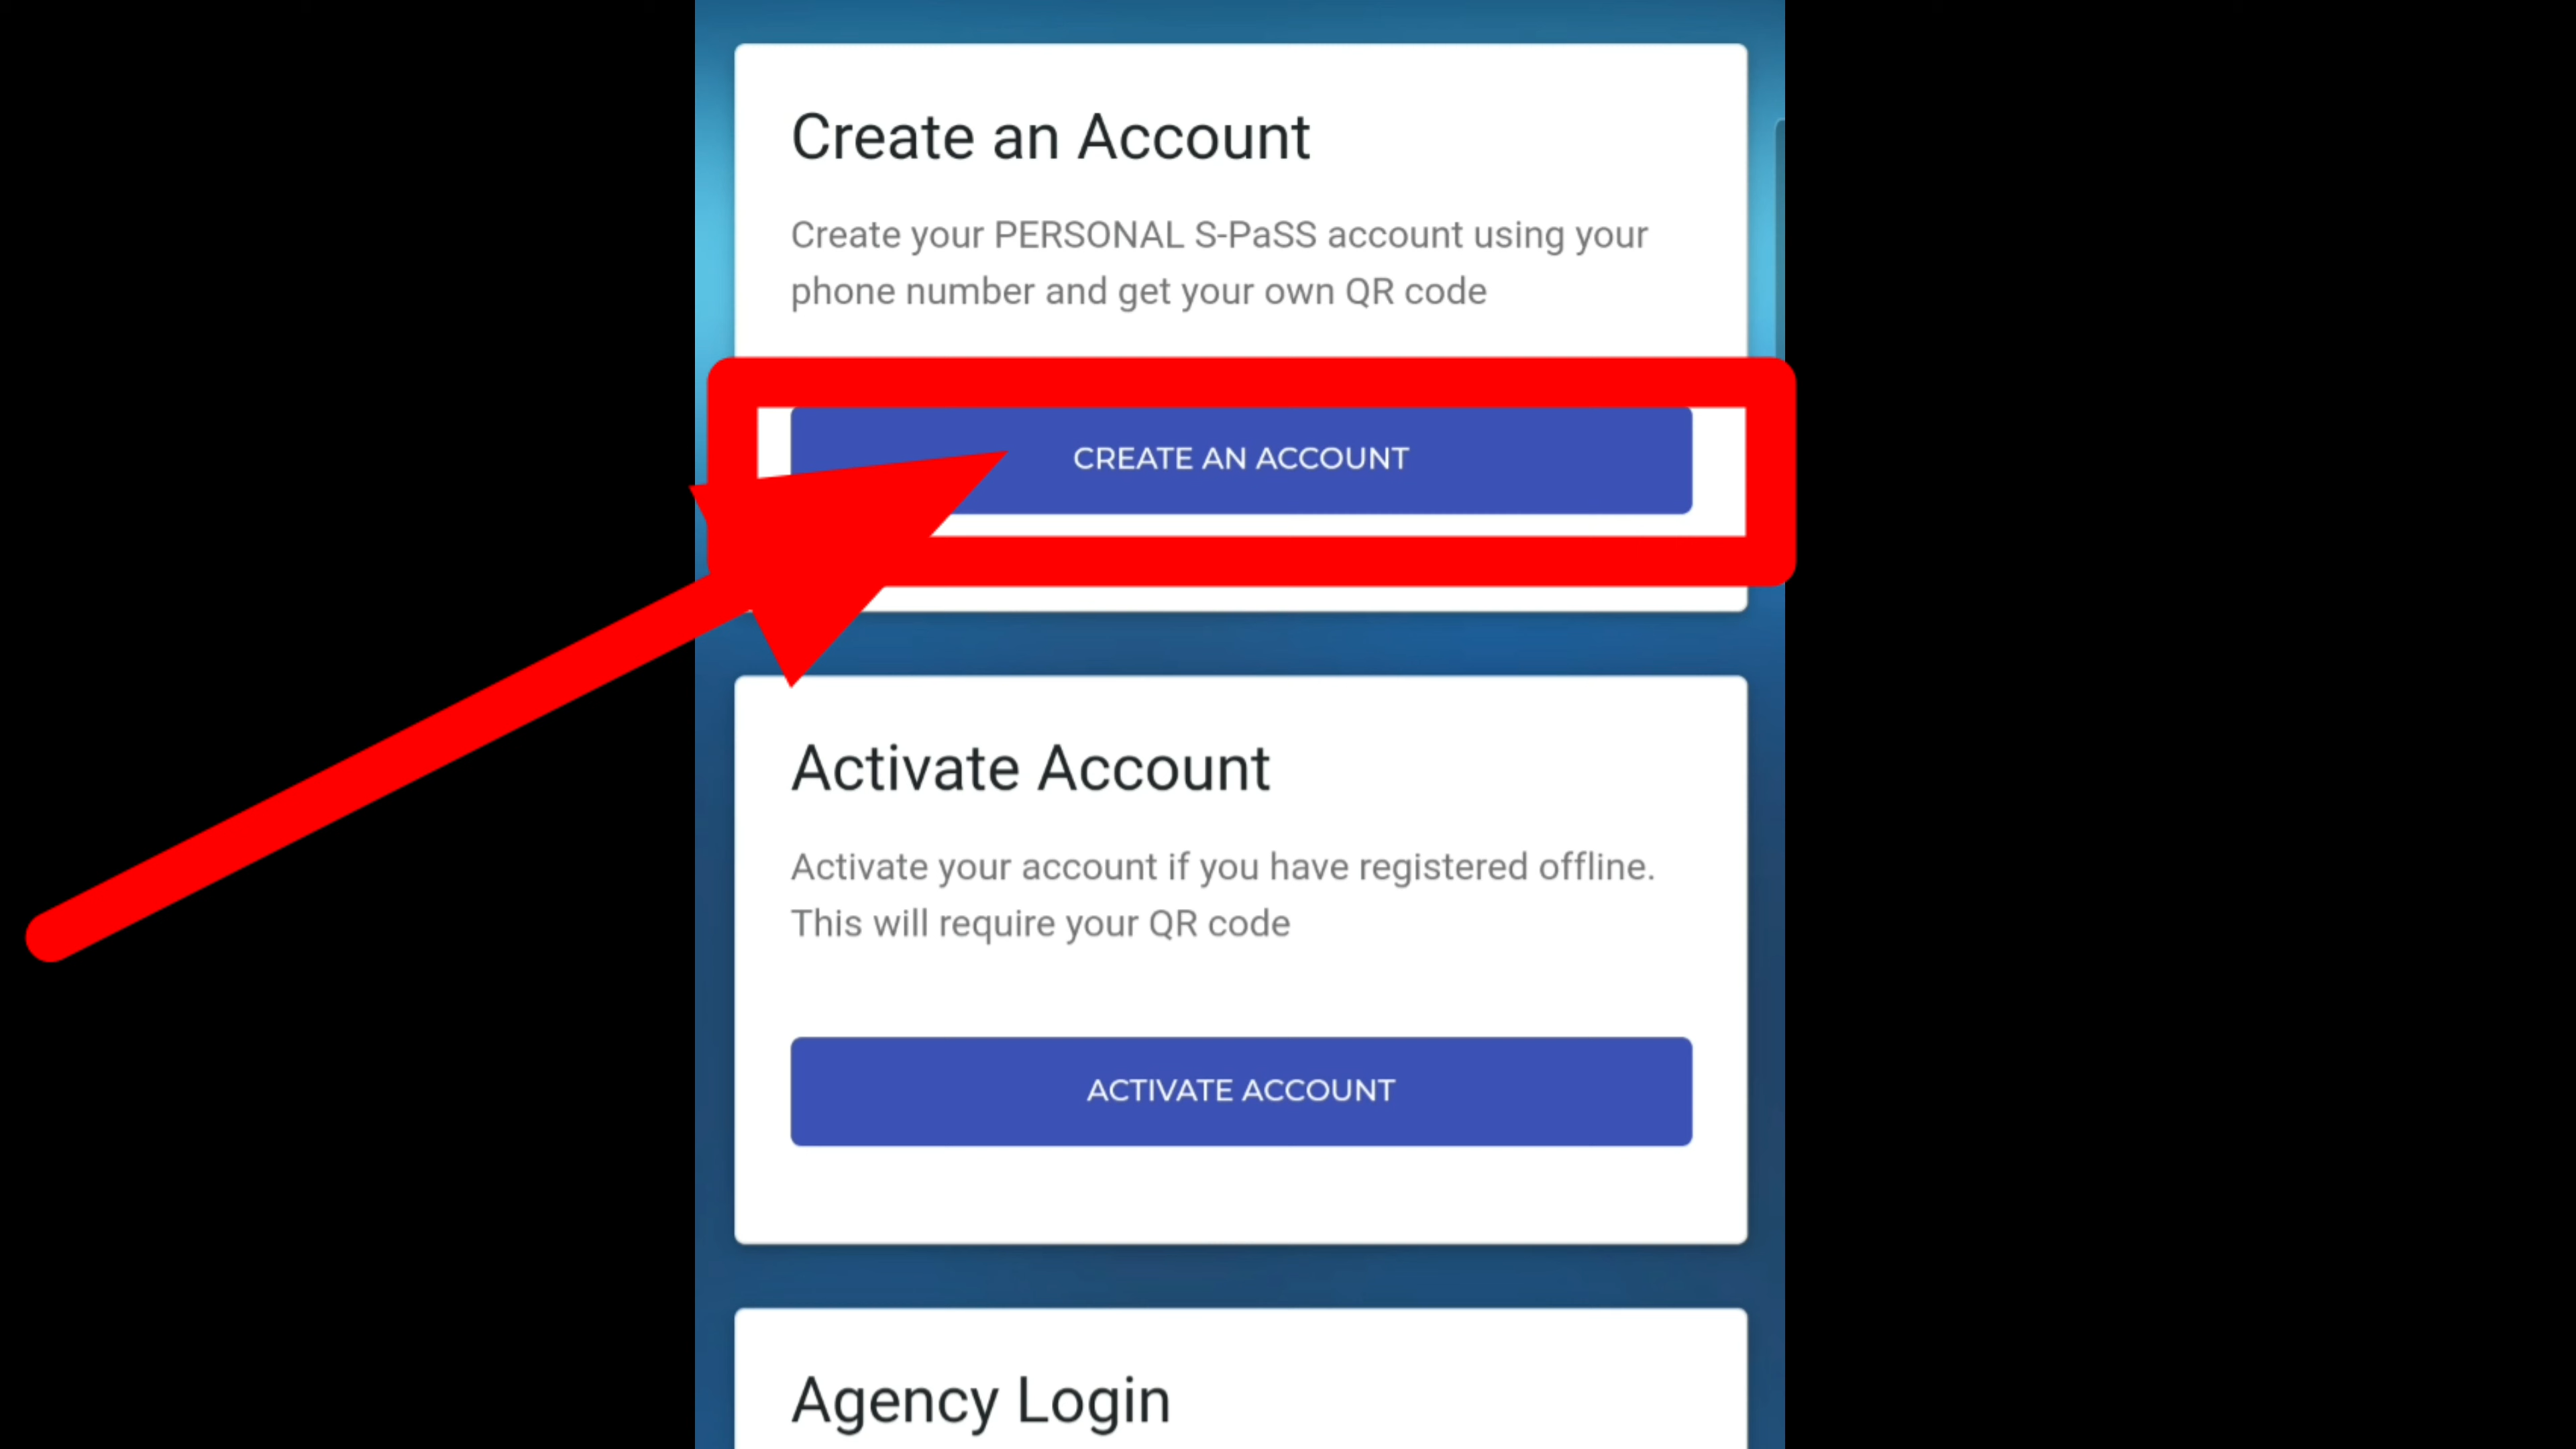 Create an Account
Create your PERSONAL S-PaSS account using your
phone number and get your own QR code
CREATE AN ACCOUNT
Activate Account
Activate your account if you have registered offline.
This will require your QR code
ACTIVATE ACCOUNT
Agency Login